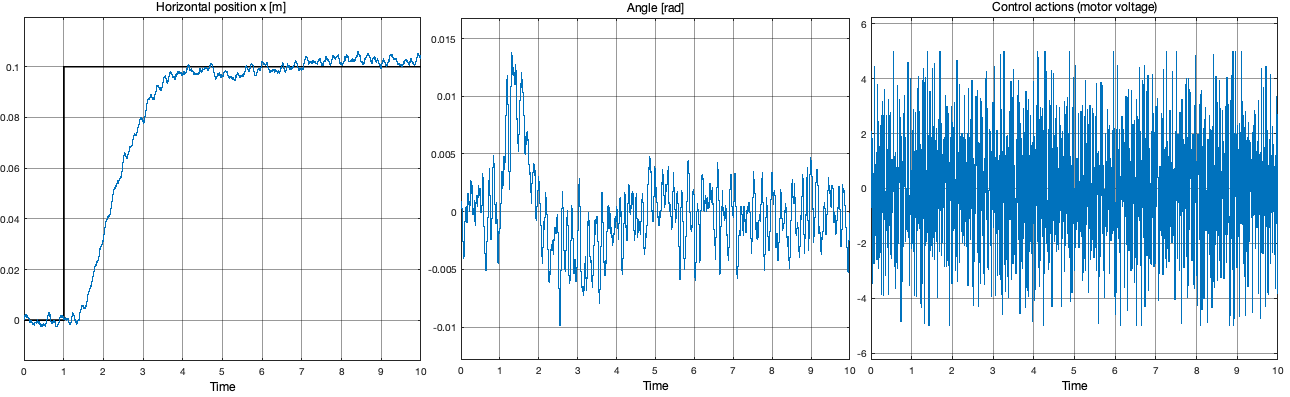 Horizontal position x [m]
0.1
0.08
0.06
0.04
0.02
0
0 1 2 3 4 5 6 7 8 9 10
Time
Angle [rad]
0.015
0.01
0.005
0
-0.005
-0.01
0 1 2 3 4 5 6 7 8 9 10
Time
Control actions (motor voltage)
6
4
2
0
-2
-4
-6
0 1 2 3 4 5 6 7 8 9 10
Time